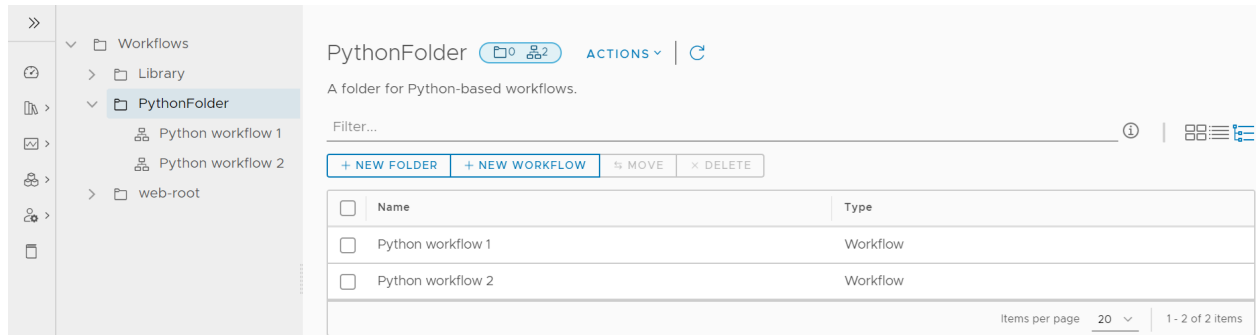 Workflows
Library
PythonFolder
Python workflow 1
Python workflow 2
web-root
PythonFolder 0 2 ACTIONS
A folder for Python-based workflows.
Filter...
+ NEW FOLDER + NEW WORKFLOW MOVE × DELETE
Name Type
Python workflow 1 Workflow
Python workflow 2 Workflow
Items per page 20 1 - 2 of 2 items